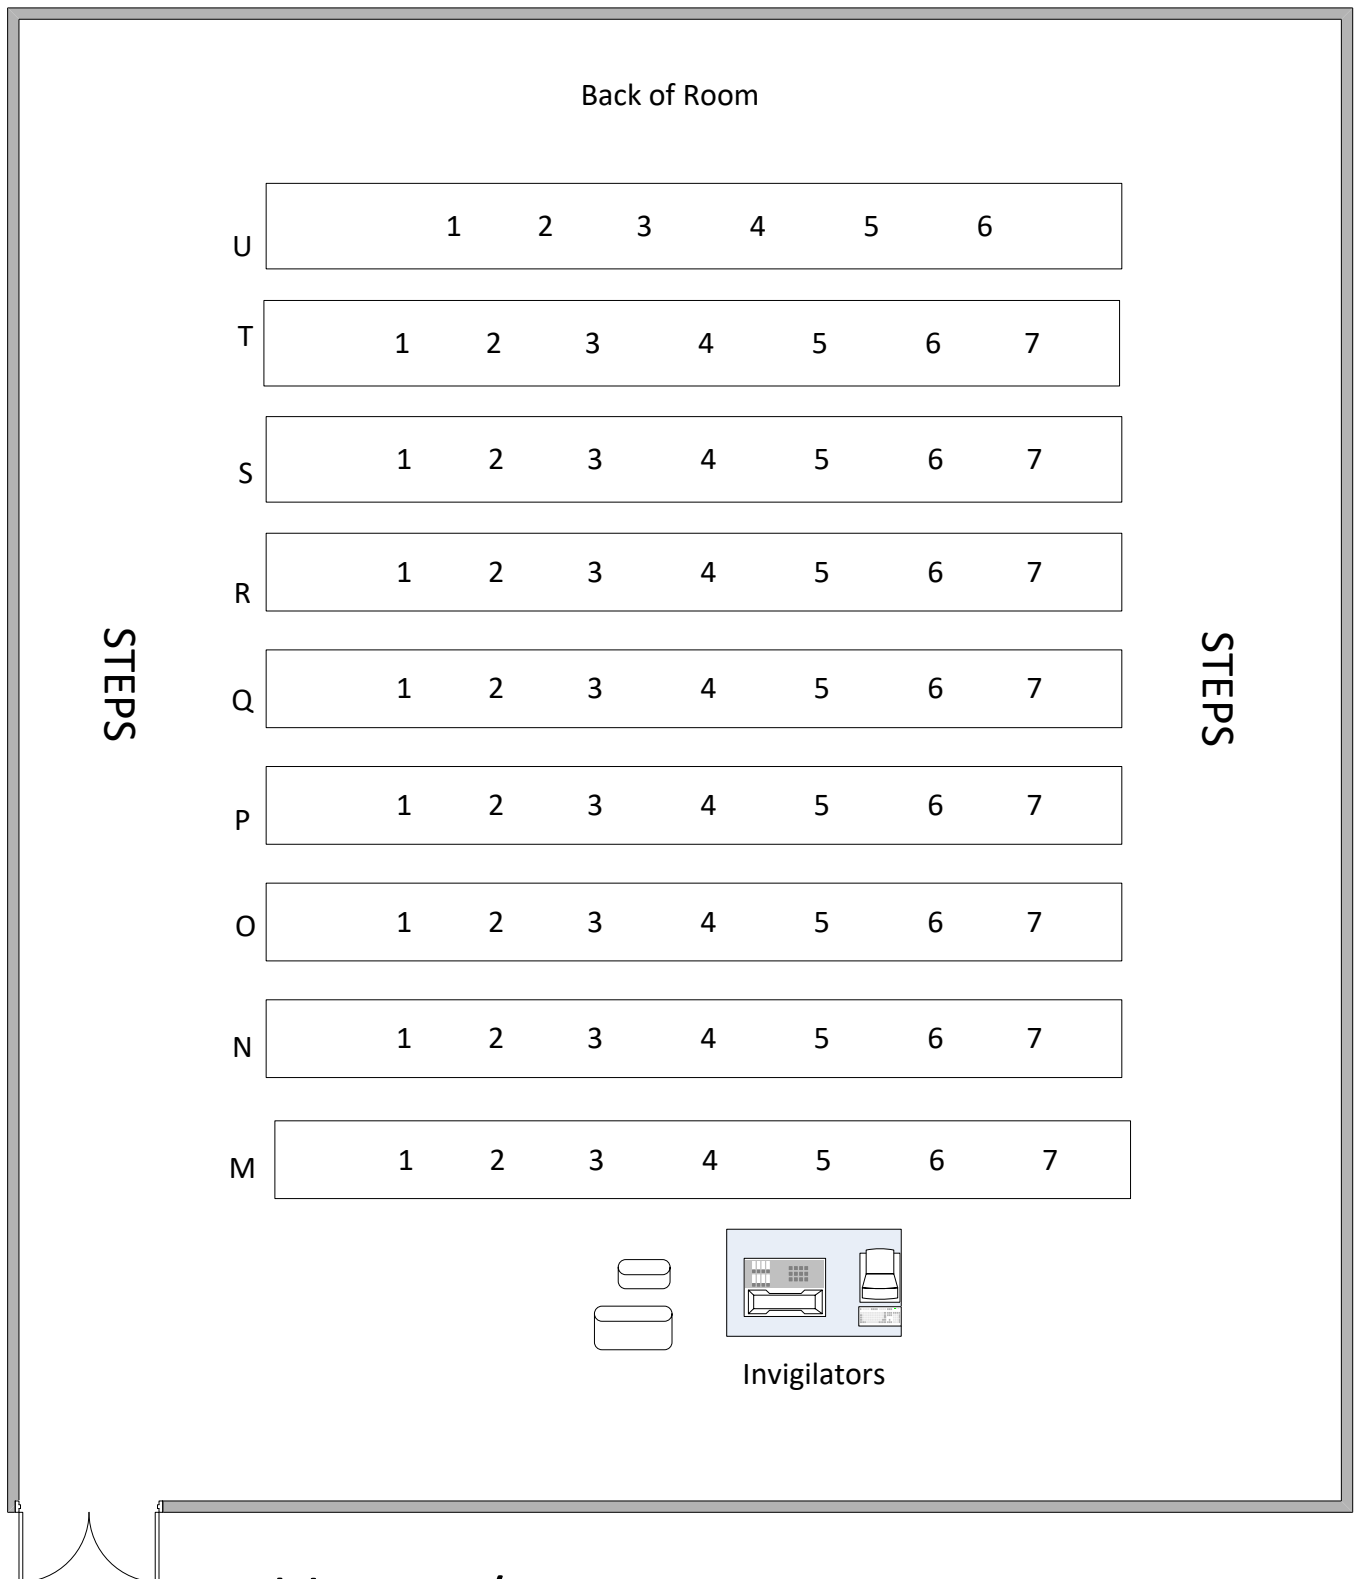 Back of Room
U 1 2 3 4 5 6
T 1 2 3 4 5 6 7
S 1 2 3 4 5 6 7
R 1 2 3 4 5 6 7
STEPS
STEPS
Q 1 2 3 4 5 6 7
P 1 2 3 4 5 6 7
O 1 2 3 4 5 6 7
N 1 2 3 4 5 6 7
M 1 2 3 4 5 6 7
Invigilators